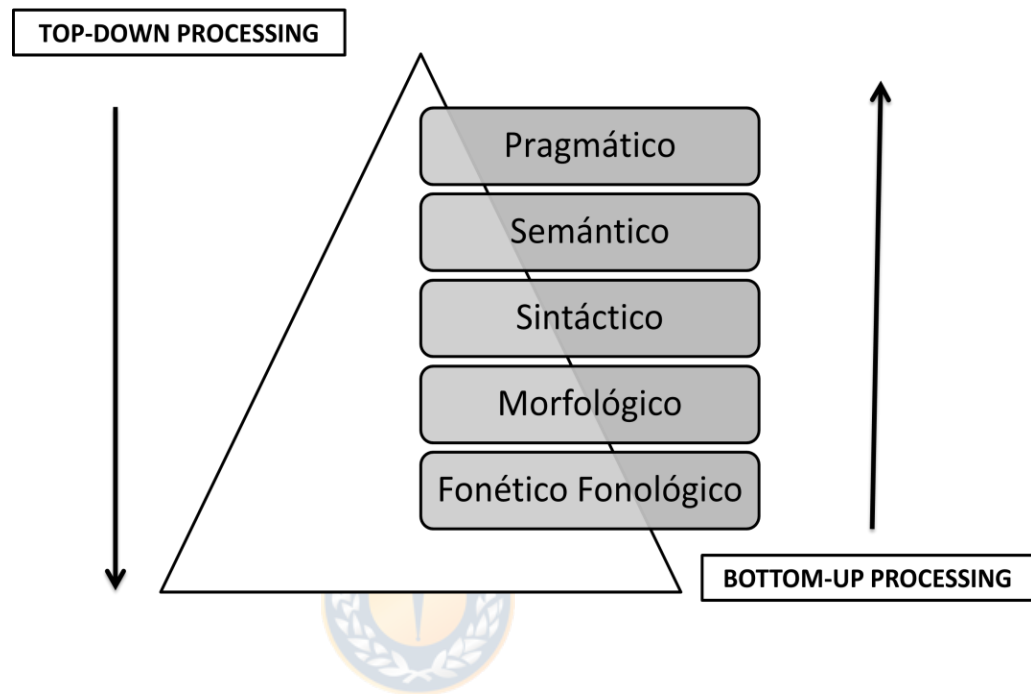 TOP-DOWN PROCESSING
Pragmático
Semántico
Sintáctico
Morfológico
Fonético Fonológico
BOTTOM-UP PROCESSING